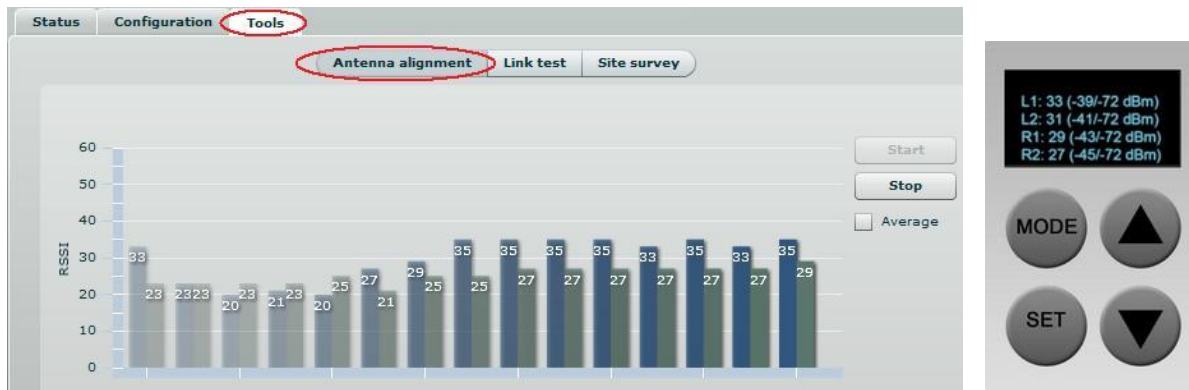 Status Configuration Tools
Antenna alignment Link test Site survey
60
50
40
30
20
10
0
RSSI
33 23 23 23 20 23 21 23 20 25 27 21 29 25 35 25 35 27 35 27 35 27 33 27 35 27 33 27 35 29
Start
Stop
Average
L1: 33 (-39/-72 dBm)
L2: 31 (-41/-72 dBm)
R1: 29 (-43/-72 dBm)
R2: 27 (-45/-72 dBm)
MODE
SET